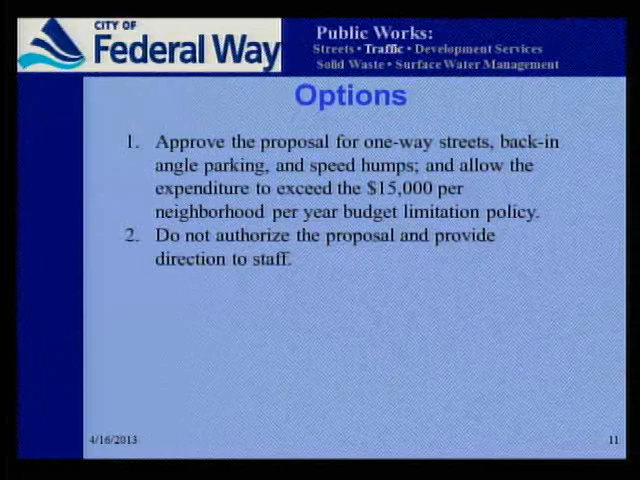 CITY OF
Federal Way
Public Works:
Streets • Traffic • Development Services
Solid Waste • Surface Water Management
Options
1. Approve the proposal for one-way streets, back-in
angle parking, and speed humps; and allow the
expenditure to exceed the $15,000 per
neighborhood per year budget limitation policy.
2. Do not authorize the proposal and provide
direction to staff.
4/16/2013
11